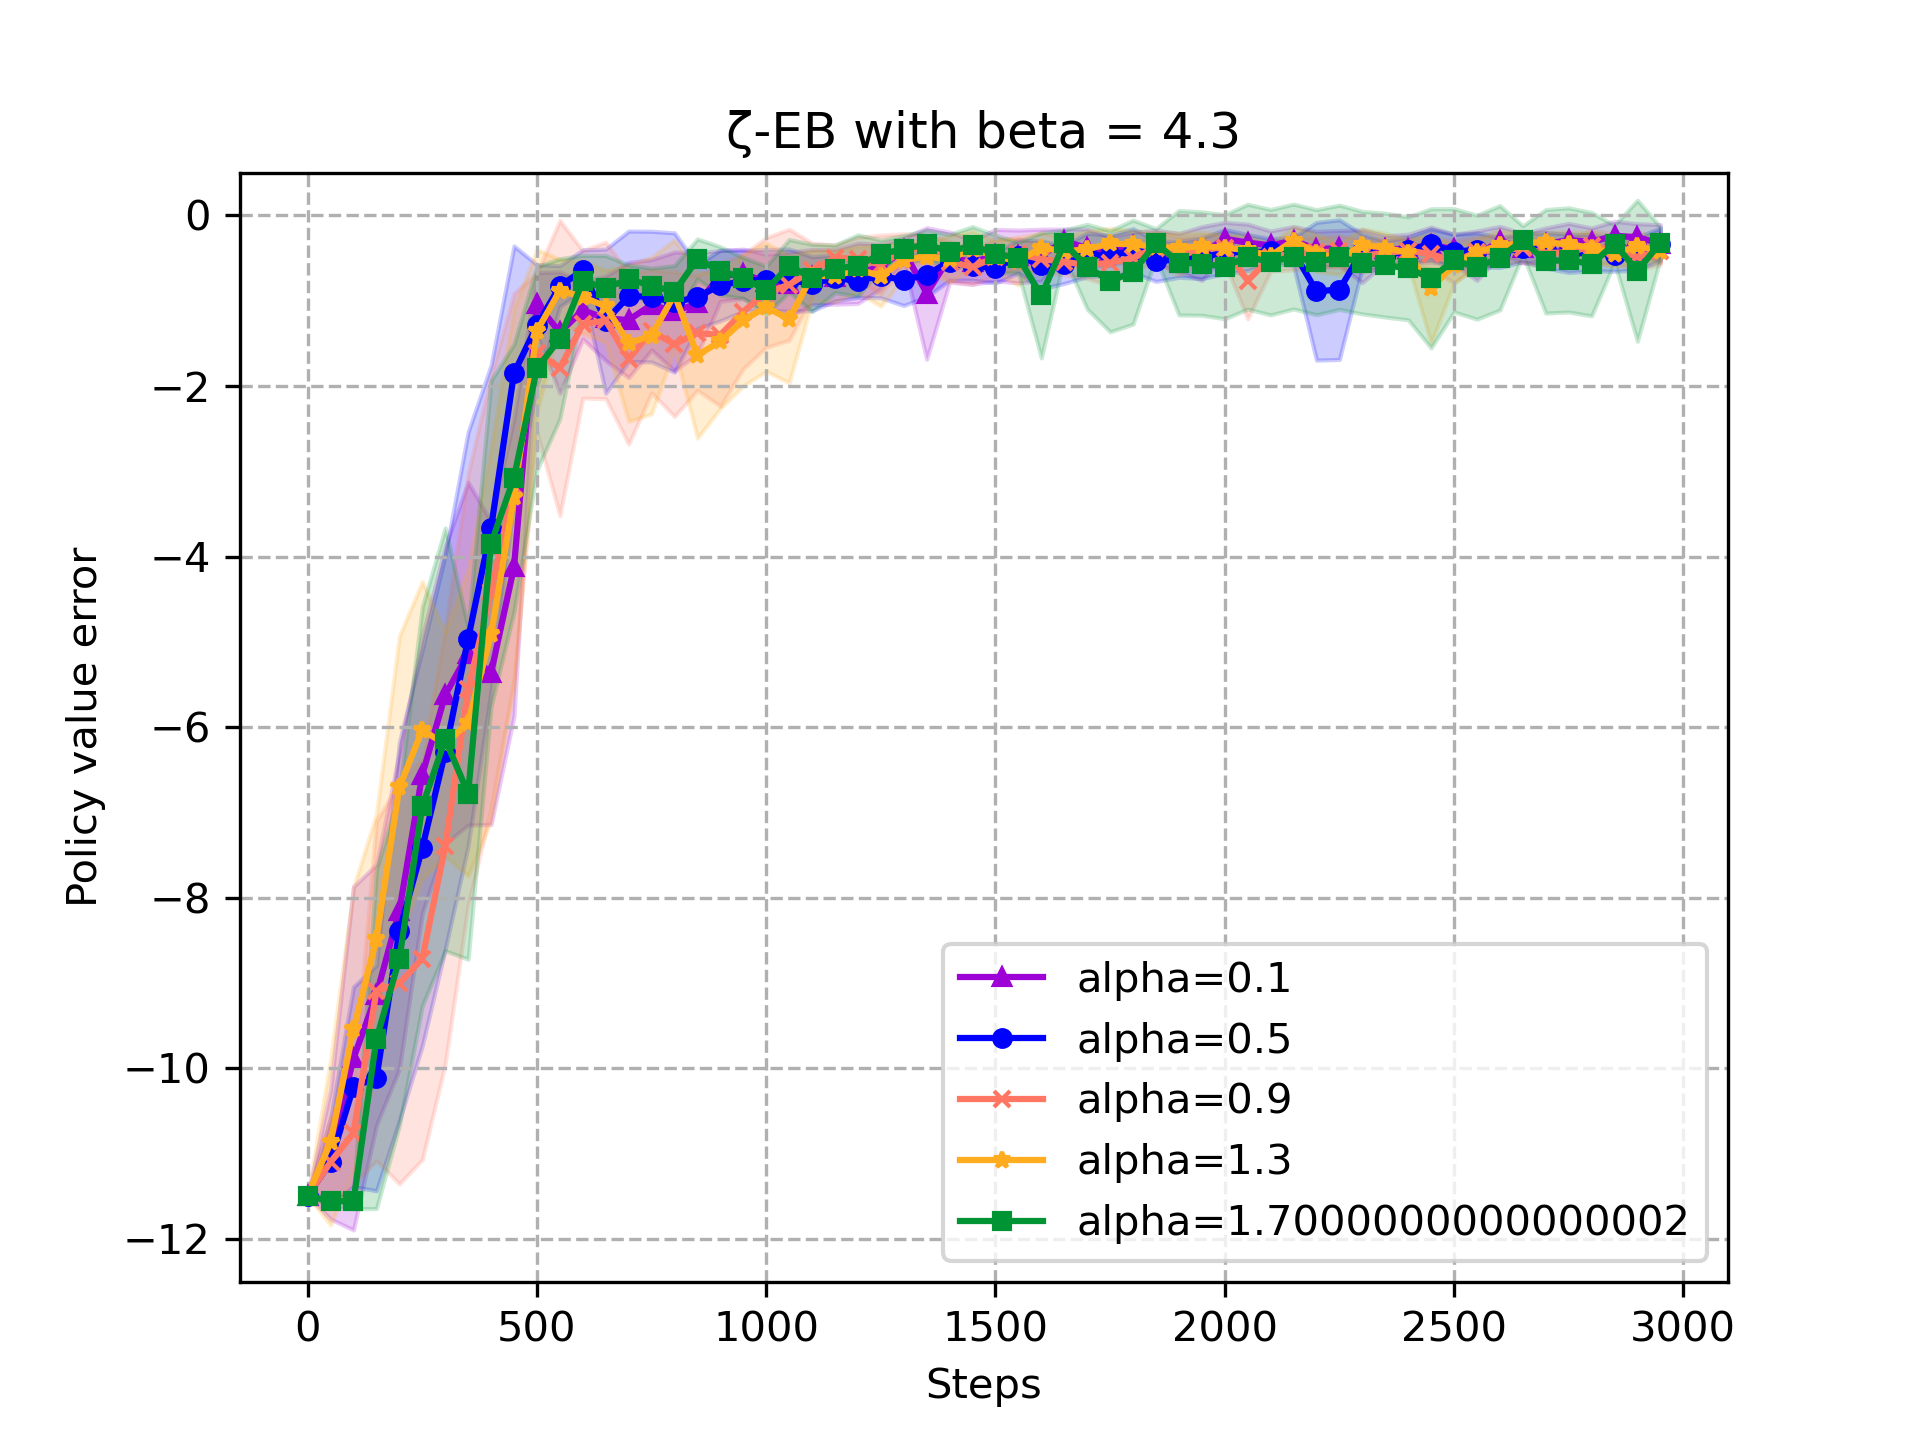 ζ-EB with beta = 4.3
Policy value error
0
−2
−4
−6
−8
−10
−12
alpha=0.1
alpha=0.5
alpha=0.9
alpha=1.3
alpha=1.7000000000000002
0 500 1000 1500 2000 2500 3000
Steps